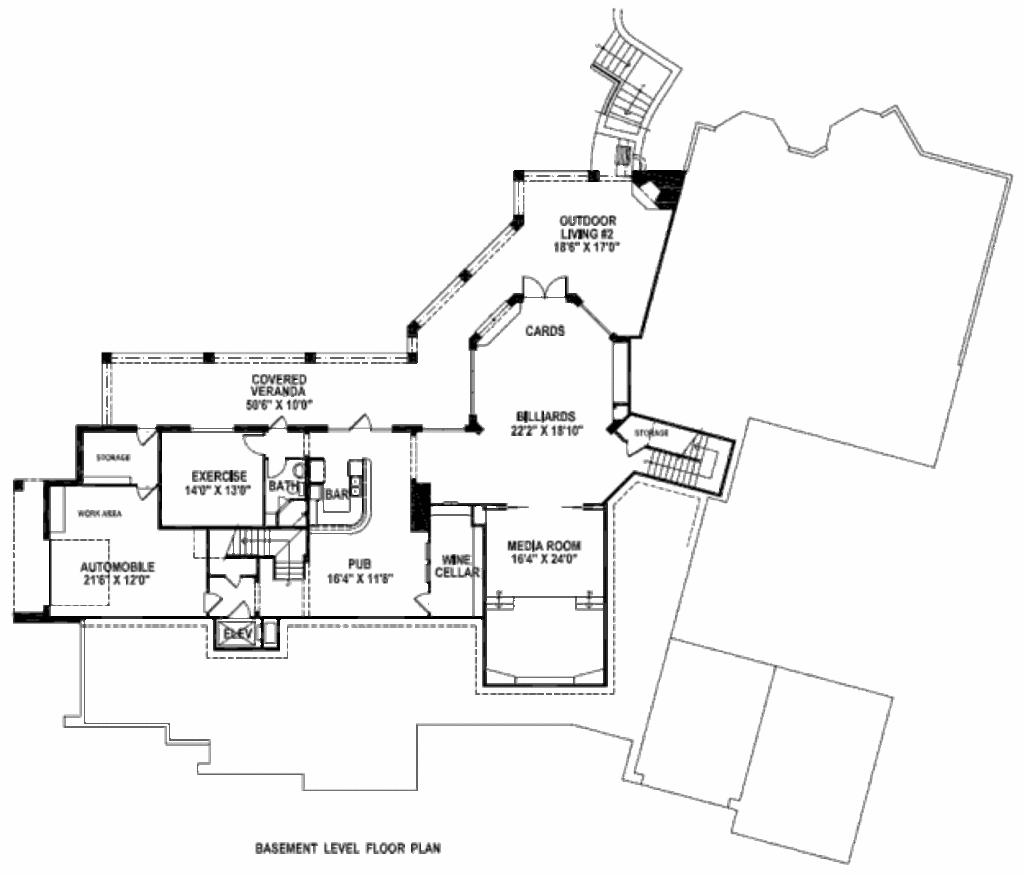 OUTDOOR
LIVING #2
18'6" X 17'0"
CARDS
COVERED
VERANDA
50'6" X 10'0"
BILLIARDS
22'2" X 18'10"
STORAGE
STORAGE
EXERCISE
14'0" X 13'0"
BATH
BAR
WORK AREA
MEDIA ROOM
16'4" X 24'0"
PUB
16'4" X 11'8"
WINE
CELLAR
AUTOMOBILE
21'6" X 12'0"
ELEV
BASEMENT LEVEL FLOOR PLAN